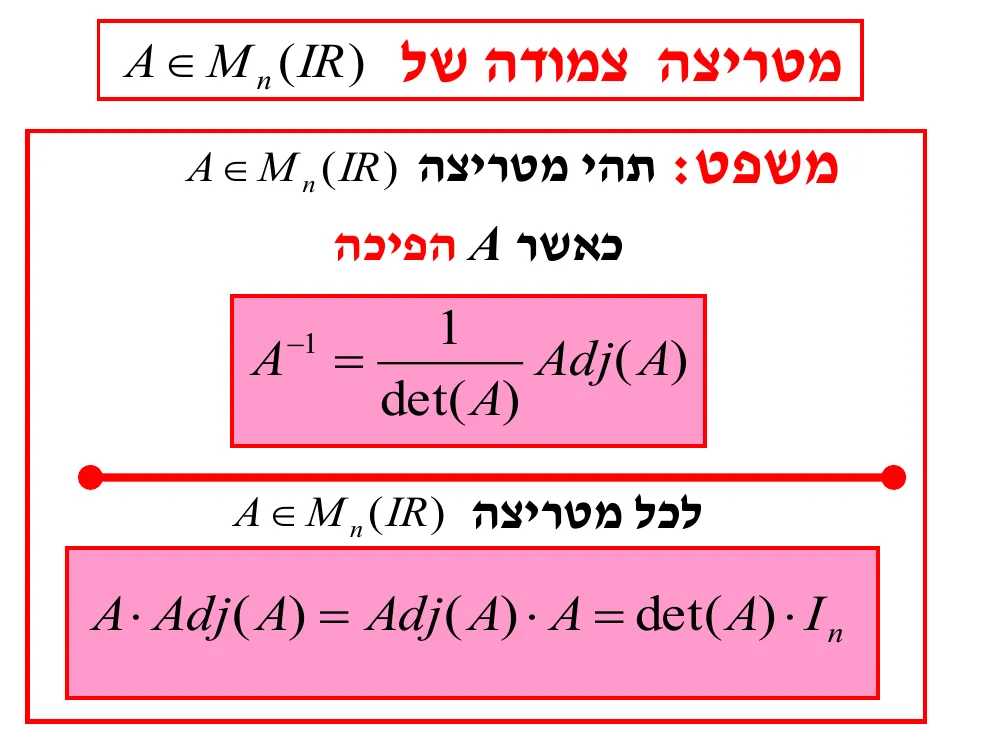 מטריצה צמודה של A ∈ M_n(IR)
משפט: תהי מטריצה A ∈ M_n(IR)
כאשר A הפיכה
A^{-1} = \frac{1}{det(A)} Adj(A)
לכל מטריצה A ∈ M_n(IR)
A · Adj(A) = Adj(A) · A = det(A) · I_n